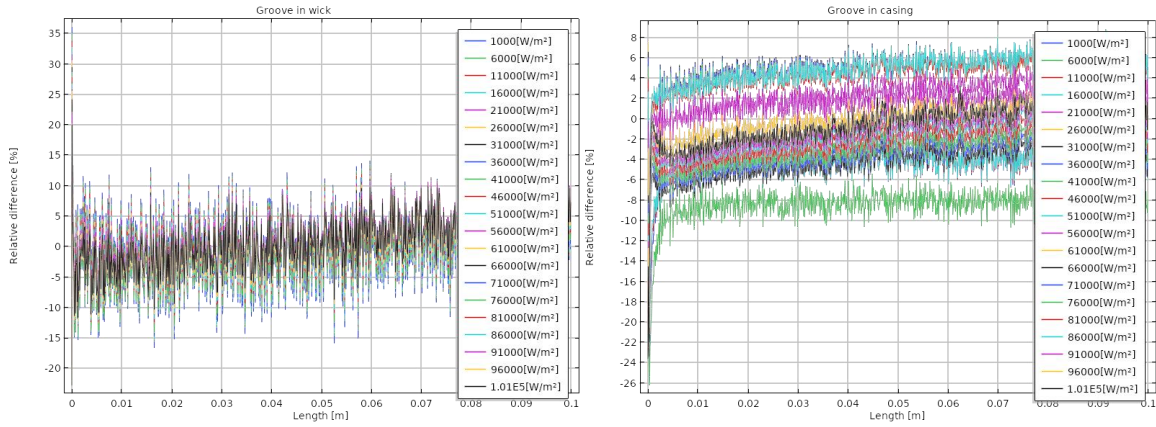 Groove in wick
Relative difference [%]
35
30
25
20
15
10
5
0
-5
-10
-15
-20
0
0.01
0.02
0.03
0.04
0.05
0.06
0.07
0.08
0.09
0.1
Length [m]
1000[W/m²]
6000[W/m²]
11000[W/m²]
16000[W/m²]
21000[W/m²]
26000[W/m²]
31000[W/m²]
36000[W/m²]
41000[W/m²]
46000[W/m²]
51000[W/m²]
56000[W/m²]
61000[W/m²]
66000[W/m²]
71000[W/m²]
76000[W/m²]
81000[W/m²]
86000[W/m²]
91000[W/m²]
96000[W/m²]
1.01E5[W/m²]
Groove in casing
Relative difference [%]
8
6
4
2
0
-2
-4
-6
-8
-10
-12
-14
-16
-18
-20
-22
-24
-26
0
0.01
0.02
0.03
0.04
0.05
0.06
0.07
0.08
0.09
0.1
Length [m]
1000[W/m²]
6000[W/m²]
11000[W/m²]
16000[W/m²]
21000[W/m²]
26000[W/m²]
31000[W/m²]
36000[W/m²]
41000[W/m²]
46000[W/m²]
51000[W/m²]
56000[W/m²]
61000[W/m²]
66000[W/m²]
71000[W/m²]
76000[W/m²]
81000[W/m²]
86000[W/m²]
91000[W/m²]
96000[W/m²]
1.01E5[W/m²]